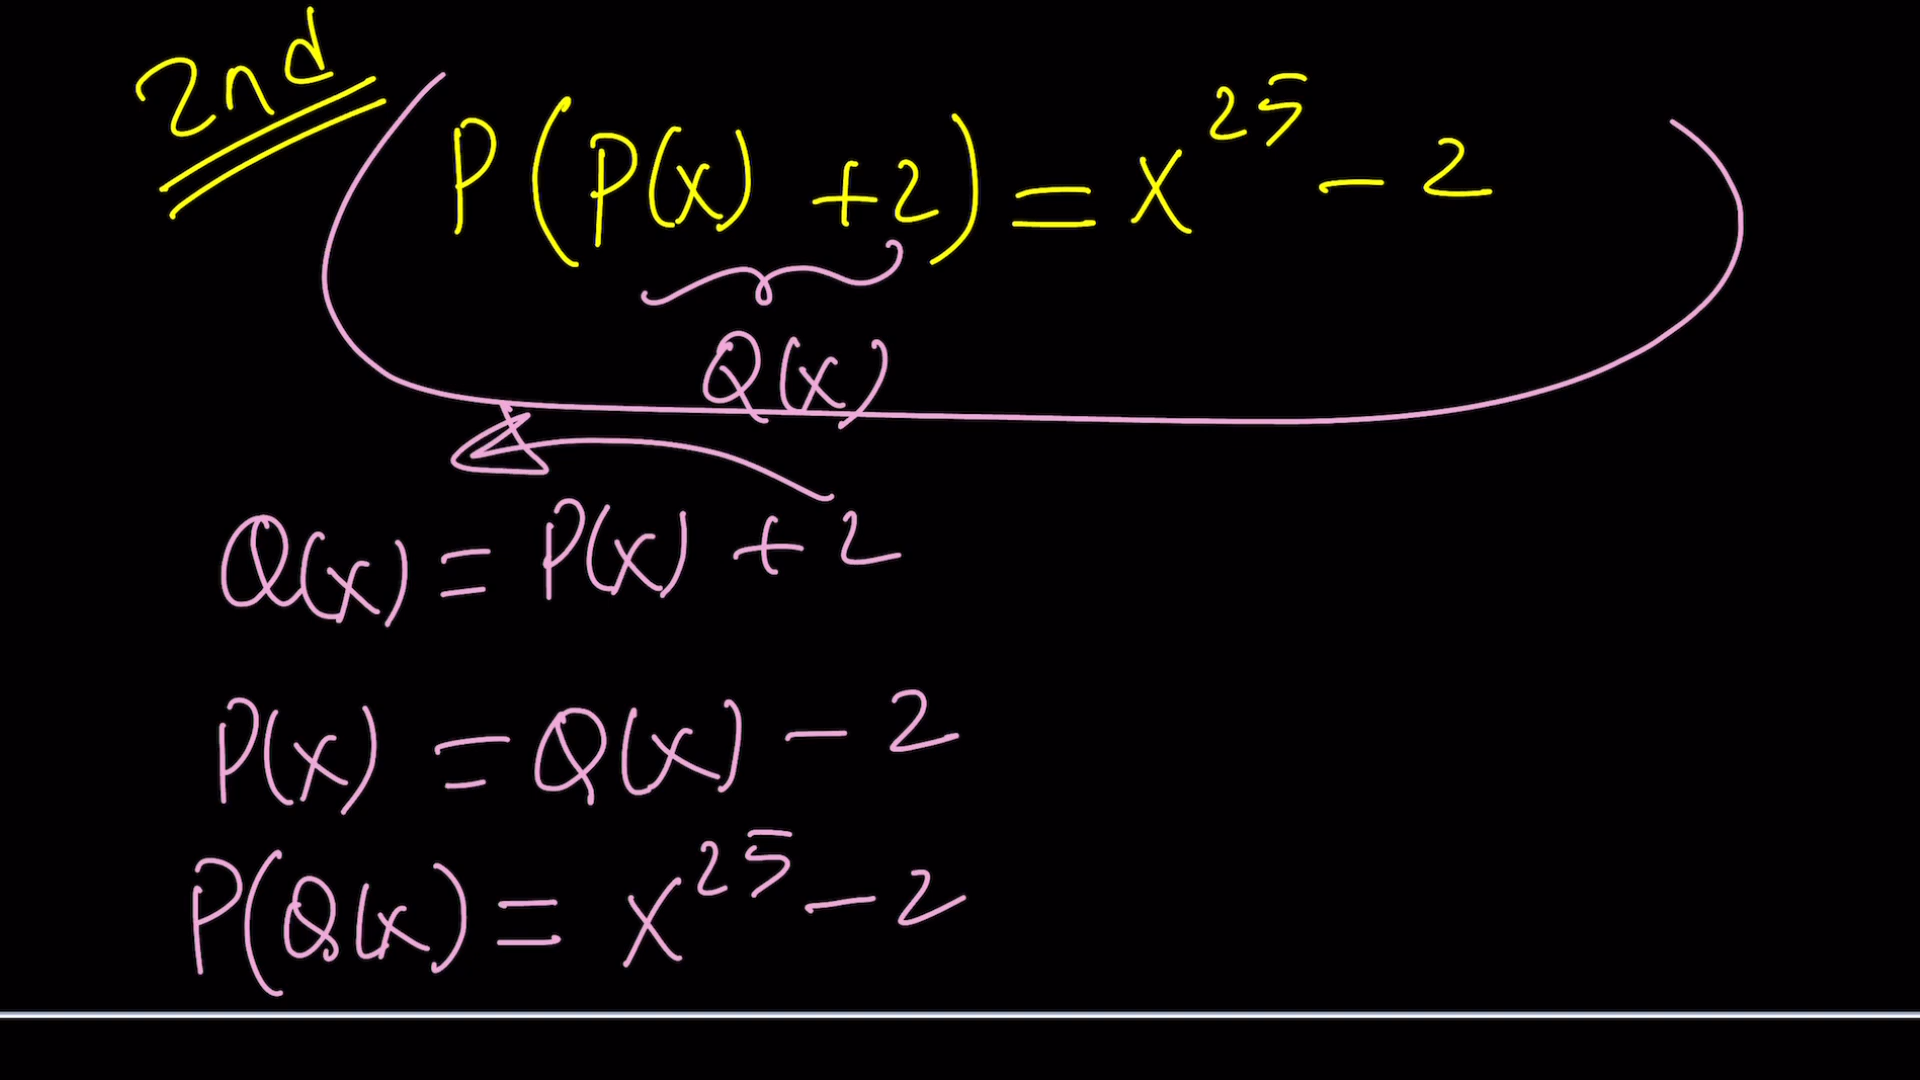 2nd P(P(x) +2) = x^25 - 2
Q(x)
Q(x) = P(x) + 2
P(x) = Q(x) - 2
P(Q(x) = x^25 - 2